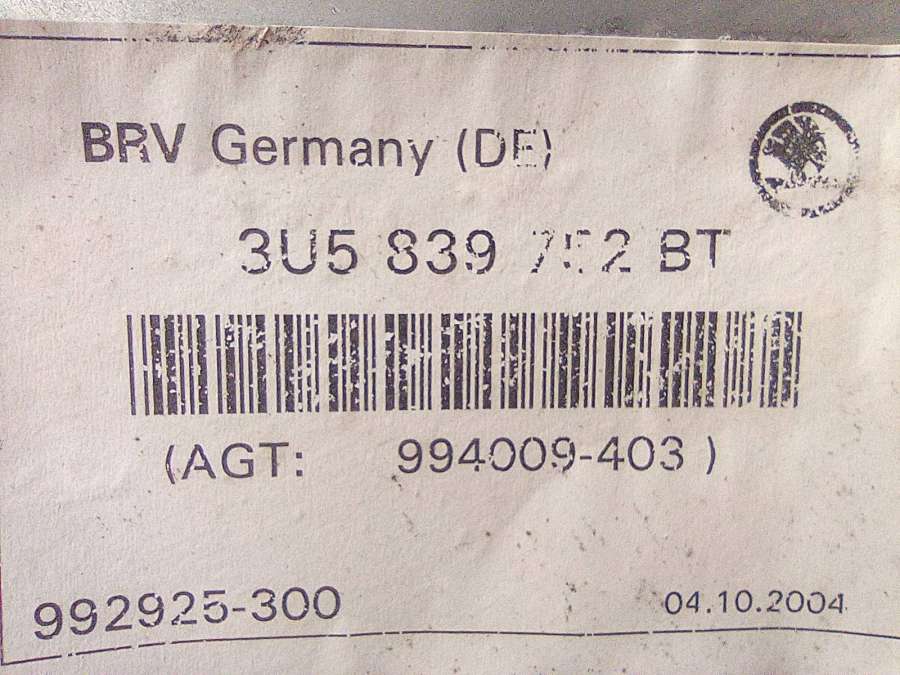 BRV Germany (DE)
3U5 839 752 BT
(AGT: 994009-403 )
992925-300
04.10.2004